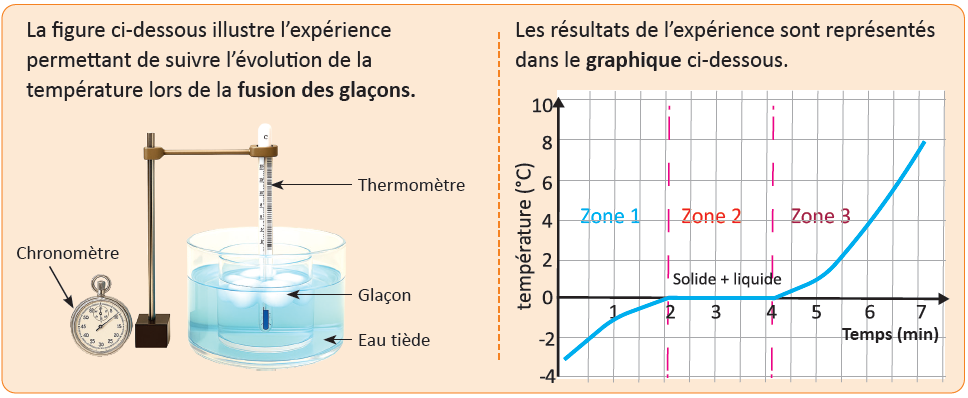 La figure ci-dessous illustre l’expérience
permettant de suivre l’évolution de la
température lors de la fusion des glaçons.
Thermomètre
Chronomètre
Glaçon
Eau tiède
Les résultats de l’expérience sont représentés
dans le graphique ci-dessous.
température (°C)
10
8
6
4
2
0
-2
-4
Zone 1
Zone 2
Zone 3
Solide + liquide
1
2
3
4
5
6
7
Temps (min)